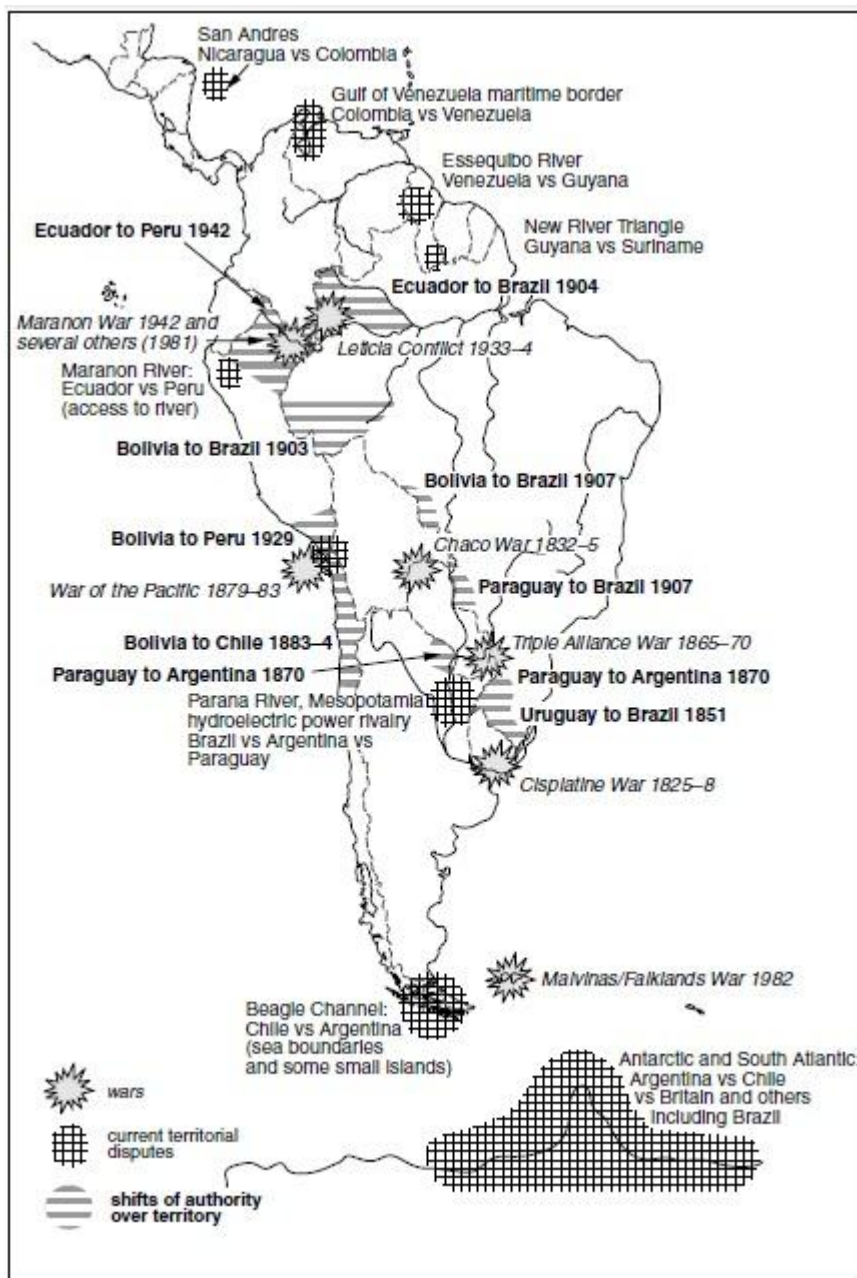 San Andres
Nicaragua vs Colombia
Gulf of Venezuela maritime border
Colombia vs Venezuela
Essequibo River
Venezuela vs Guyana
New River Triangle
Guyana vs Suriname
Ecuador to Peru 1942
Ecuador to Brazil 1904
Maranon War 1942 and
several others (1981)
Leticia Conflict 1933–4
Maranon River:
Ecuador vs Peru
(access to river)
Bolivia to Brazil 1903
Bolivia to Brazil 1907
Bolivia to Peru 1929
Chaco War 1832–5
War of the Pacific 1879–83
Paraguay to Brazil 1907
Bolivia to Chile 1883–4
Triple Alliance War 1865–70
Paraguay to Argentina 1870
Paraguay to Argentina 1870
Parana River, Mesopotamia
hydroelectric power rivalry
Brazil vs Argentina vs
Paraguay
Uruguay to Brazil 1851
Cisplatine War 1825–8
Malvinas/Falklands War 1982
Beagle Channel:
Chile vs Argentina
(sea boundaries
and some small islands)
Antarctic and South Atlantic:
Argentina vs Chile
vs Britain and others
including Brazil
wars
current territorial
disputes
shifts of authority
over territory